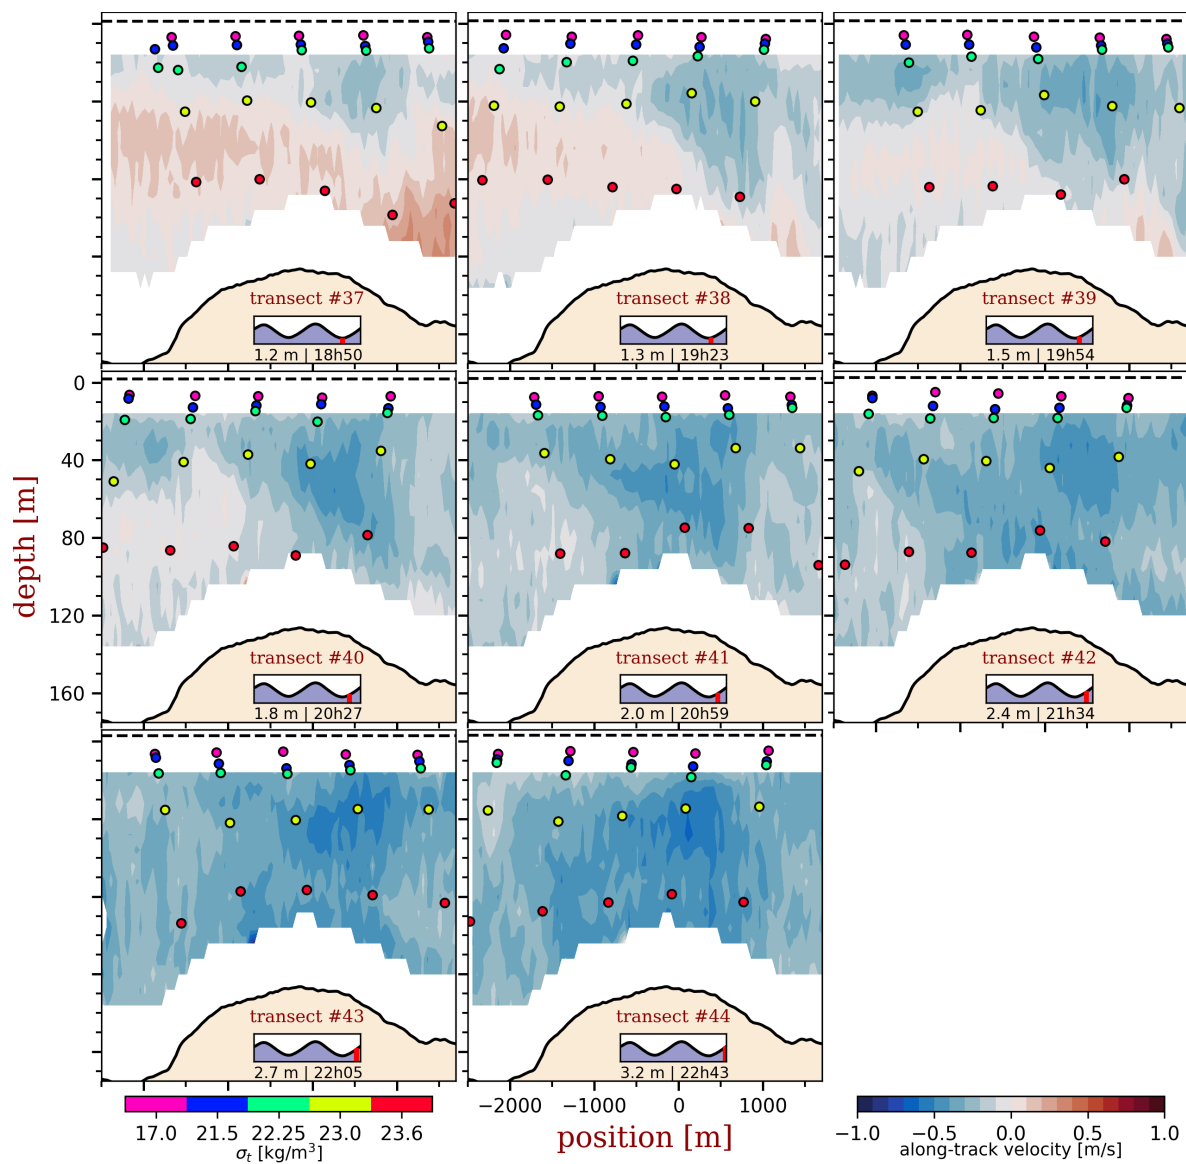 transect #37
1.2 m | 18h50
transect #38
1.3 m | 19h23
transect #39
1.5 m | 19h54
0
40
80
120
160
depth [m]
transect #40
1.8 m | 20h27
transect #41
2.0 m | 20h59
transect #42
2.4 m | 21h34
transect #43
2.7 m | 22h05
transect #44
3.2 m | 22h43
17.0 21.5 22.25 23.0 23.6
σt [kg/m³]
−2000 −1000 0 1000
position [m]
−1.0 −0.5 0.0 0.5 1.0
along-track velocity [m/s]